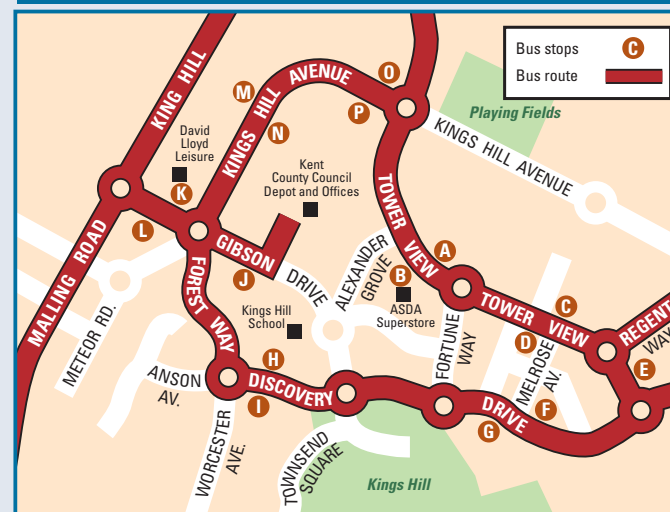 Bus stops
C
Bus route
KING HILL
M
KINGS HILL AVENUE
O
P
N
Playing Fields
KINGS HILL AVENUE
David
Lloyd
Leisure
K
Kent
County Council
Depot and Offices
L
GIBSON
DRIVE
J
MALLING ROAD
METEOR RD.
FOREST WAY
TOWER VIEW
A
ALEXANDER
GROVE
B
ASDA
Superstore
TOWER VIEW
C
D
REGENT
WAY
E
Kings Hill
School
FORTUNE
WAY
MELROSE
AV.
F
ANSON
AV.
H
DISCOVERY
DRIVE
I
G
WORCESTER
AVE.
TOWNSEND
SQUARE
Kings Hill